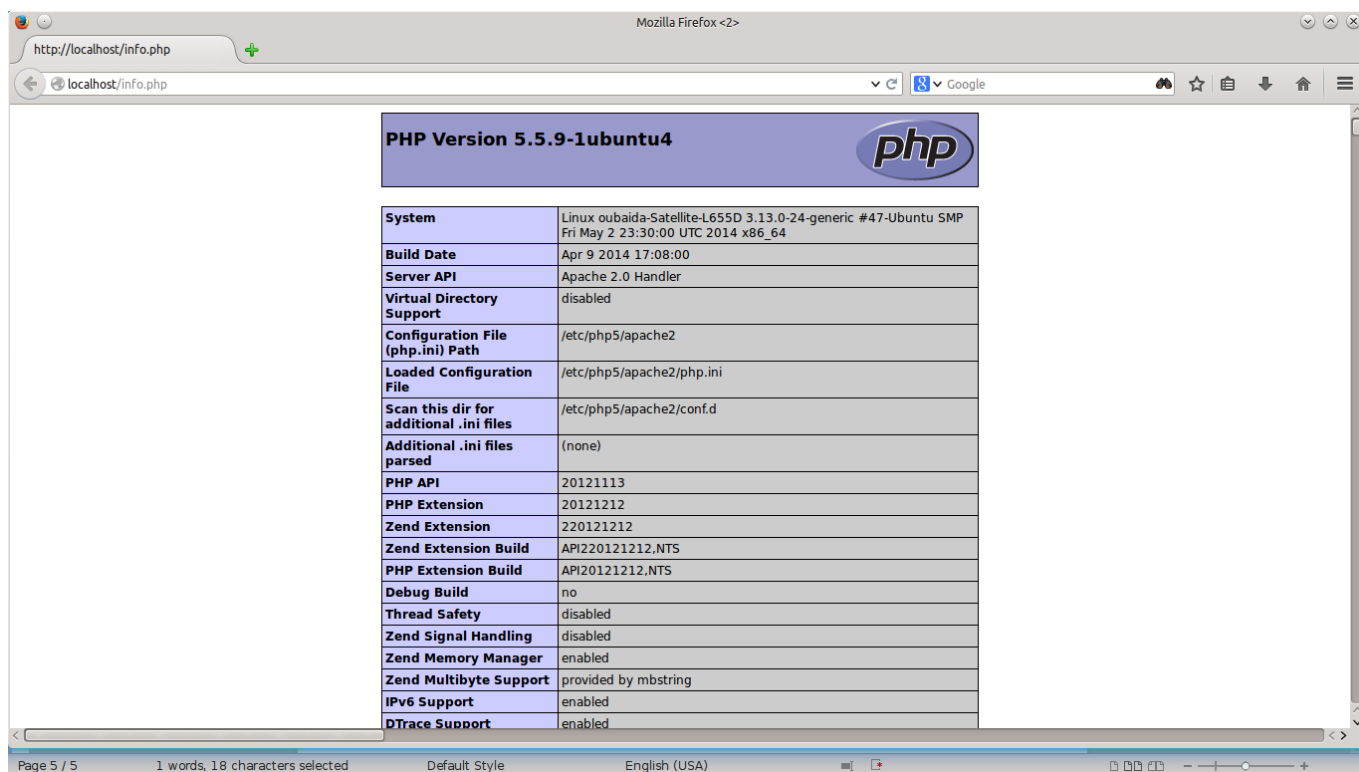 Mozilla Firefox <2>
http://localhost/info.php
localhost/info.php
Google
PHP Version 5.5.9-1ubuntu4
php
System Linux oubaida-Satellite-L655D 3.13.0-24-generic #47-Ubuntu SMP
Fri May 2 23:30:00 UTC 2014 x86_64
Build Date Apr 9 2014 17:08:00
Server API Apache 2.0 Handler
Virtual Directory disabled
Support
Configuration File /etc/php5/apache2
(php.ini) Path
Loaded Configuration /etc/php5/apache2/php.ini
File
Scan this dir for /etc/php5/apache2/conf.d
additional .ini files
Additional .ini files (none)
parsed
PHP API 20121113
PHP Extension 20121212
Zend Extension 220121212
Zend Extension Build API220121212,NTS
PHP Extension Build API20121212,NTS
Debug Build no
Thread Safety disabled
Zend Signal Handling disabled
Zend Memory Manager enabled
Zend Multibyte Support provided by mbstring
IPv6 Support enabled
DTrace Support enabled
Page 5 / 5 1 words, 18 characters selected Default Style English (USA)